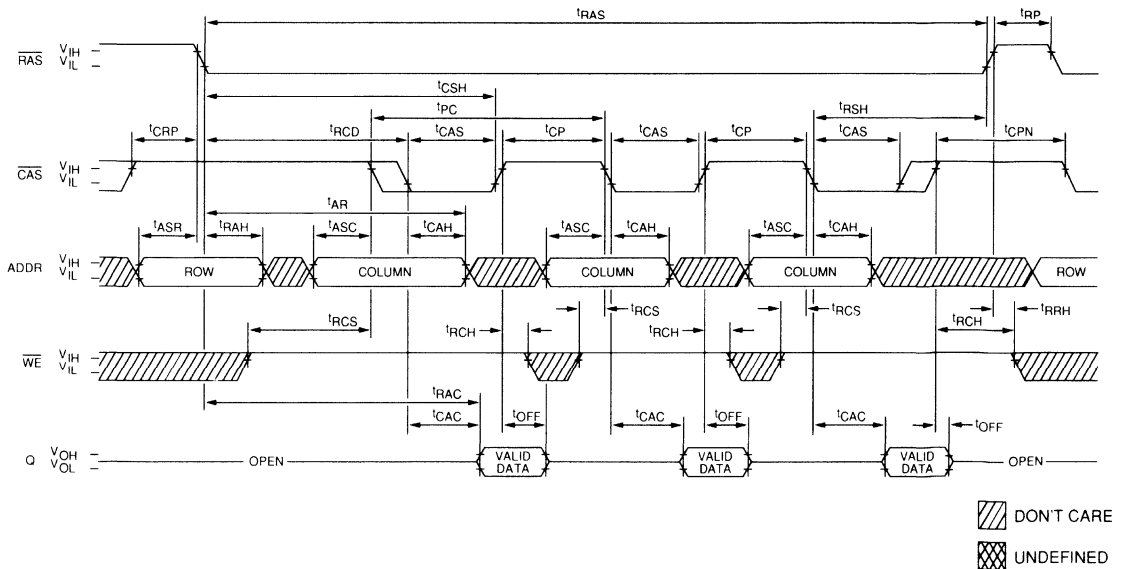 tRAS
tRP
RAS VIH VIL
tCSH
tPC
tRSH
tCRP tRCD tCAS tCP tCAS tCP tCAS tCPN
CAS VIH VIL
tAR
tASR tRAH tASC tCAH tASC tCAH tASC tCAH
ADDR VIH VIL ROW COLUMN COLUMN COLUMN ROW
tRCS tRCH tRCS tRCH tRCS tRCH tRRH
WE VIH VIL
tRAC
tCAC tOFF tCAC tOFF tCAC tOFF
Q VOH VOL OPEN VALID DATA VALID DATA VALID DATA OPEN
DON'T CARE
UNDEFINED